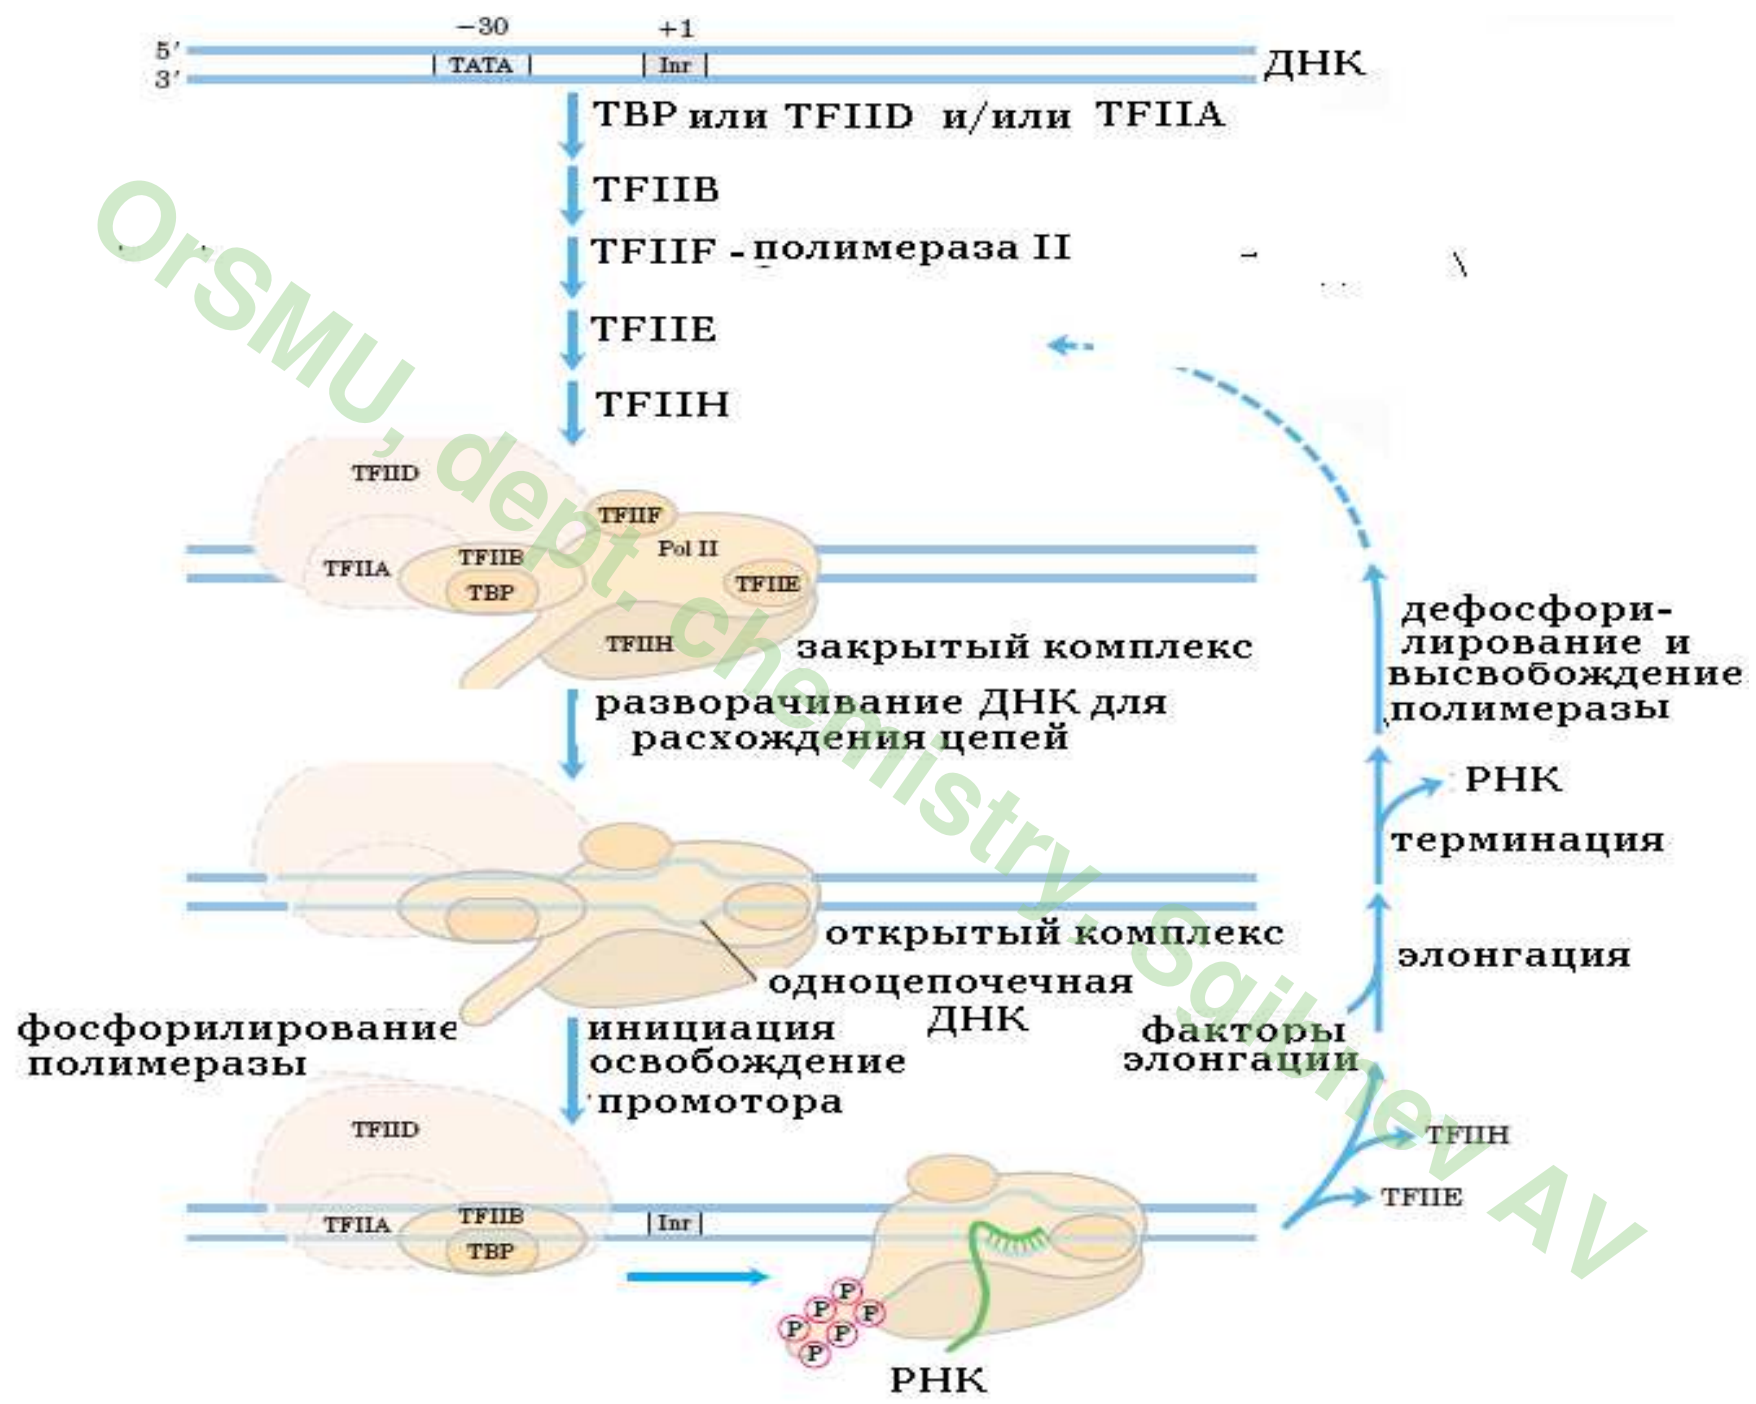 −30 +1
5′ TATA Inr ДНК
3′
TBP или TFIID и/или TFIIA
TFIIB
TFIIF - полимераза II
TFIIE
TFIIH
TFIID
TFIIF
Pol II
TFIIA TFIIB TFIIE
TBP
TFIIH
закрытый комплекс
разворачивание ДНК для
расхождения цепей
открытый комплекс
одноцепочечная
ДНК
фосфорилирование
полимеразы
инициация
освобождение
промотора
TFIID
TFIIA TFIIB Inr
TBP
P
P
P
P
P
P
РНК
TFIIE
TFIIH
факторы
элонгации
элонгация
терминация
РНК
дефосфори-
лирование и
высвобождение
полимеразы
OrSMU, dept. chemistry, Sgibnev AV